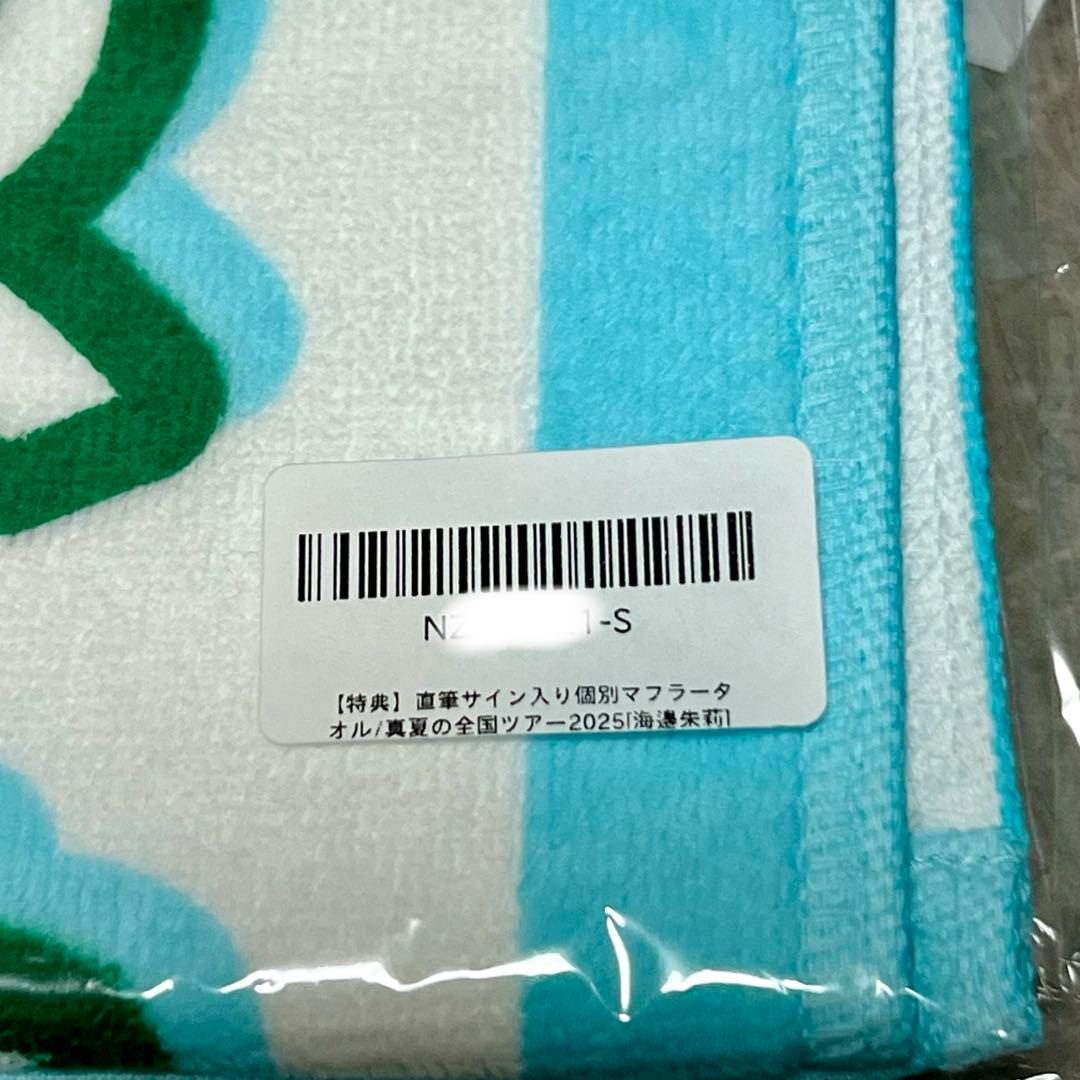 NZ 1-S
【特典】直筆サイン入り個別マフラータ
オル/真夏の全国ツアー2025[海邉朱莉]